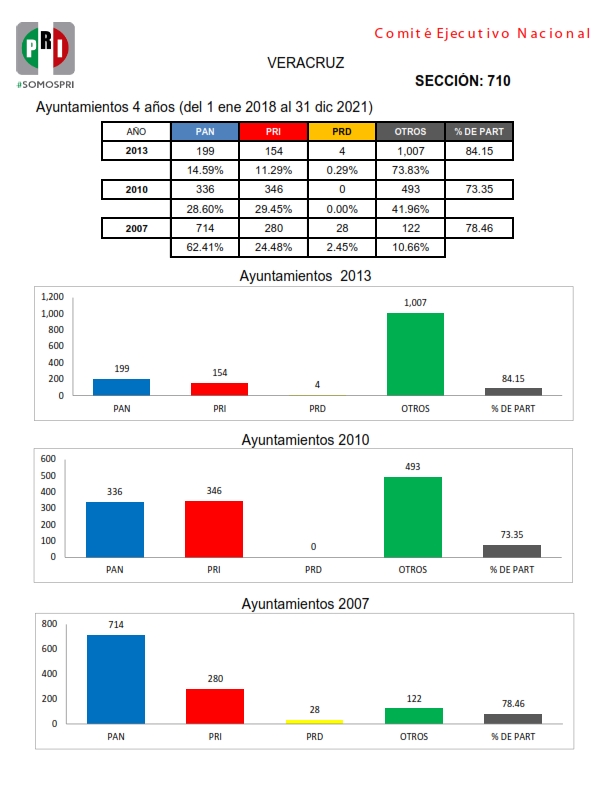 PRI
#SOMOSPRI
Comité Ejecutivo Nacional
VERACRUZ
SECCIÓN: 710
Ayuntamientos 4 años (del 1 ene 2018 al 31 dic 2021)
AÑO PAN PRI PRD OTROS % DE PART
2013 199 154 4 1,007 84.15
14.59% 11.29% 0.29% 73.83%
2010 336 346 0 493 73.35
28.60% 29.45% 0.00% 41.96%
2007 714 280 28 122 78.46
62.41% 24.48% 2.45% 10.66%
Ayuntamientos 2013
1,200
1,000
800
600
400
200
0
199 154 4 1,007 84.15
PAN PRI PRD OTROS % DE PART
Ayuntamientos 2010
600
500
400
300
200
100
0
336 346 0 493 73.35
PAN PRI PRD OTROS % DE PART
Ayuntamientos 2007
800
600
400
200
0
714 280 28 122 78.46
PAN PRI PRD OTROS % DE PART